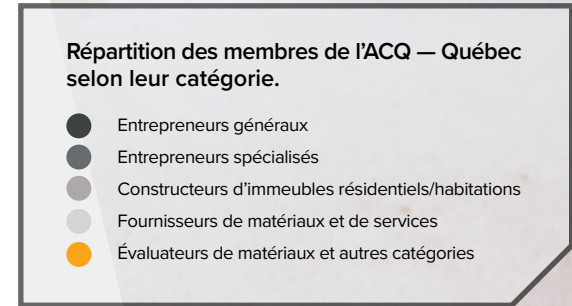 Répartition des membres de l'ACQ — Québec
selon leur catégorie.
Entrepreneurs généraux
Entrepreneurs spécialisés
Constructeurs d'immeubles résidentiels/habitations
Fournisseurs de matériaux et de services
Évaluateurs de matériaux et autres catégories